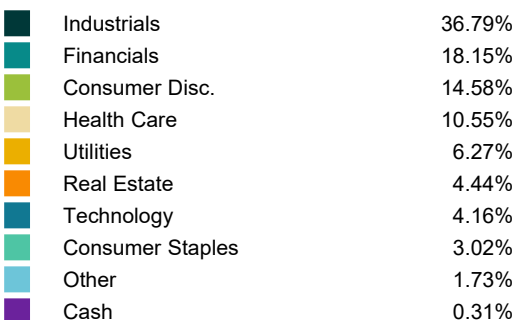 Industrials 36.79%
Financials 18.15%
Consumer Disc. 14.58%
Health Care 10.55%
Utilities 6.27%
Real Estate 4.44%
Technology 4.16%
Consumer Staples 3.02%
Other 1.73%
Cash 0.31%